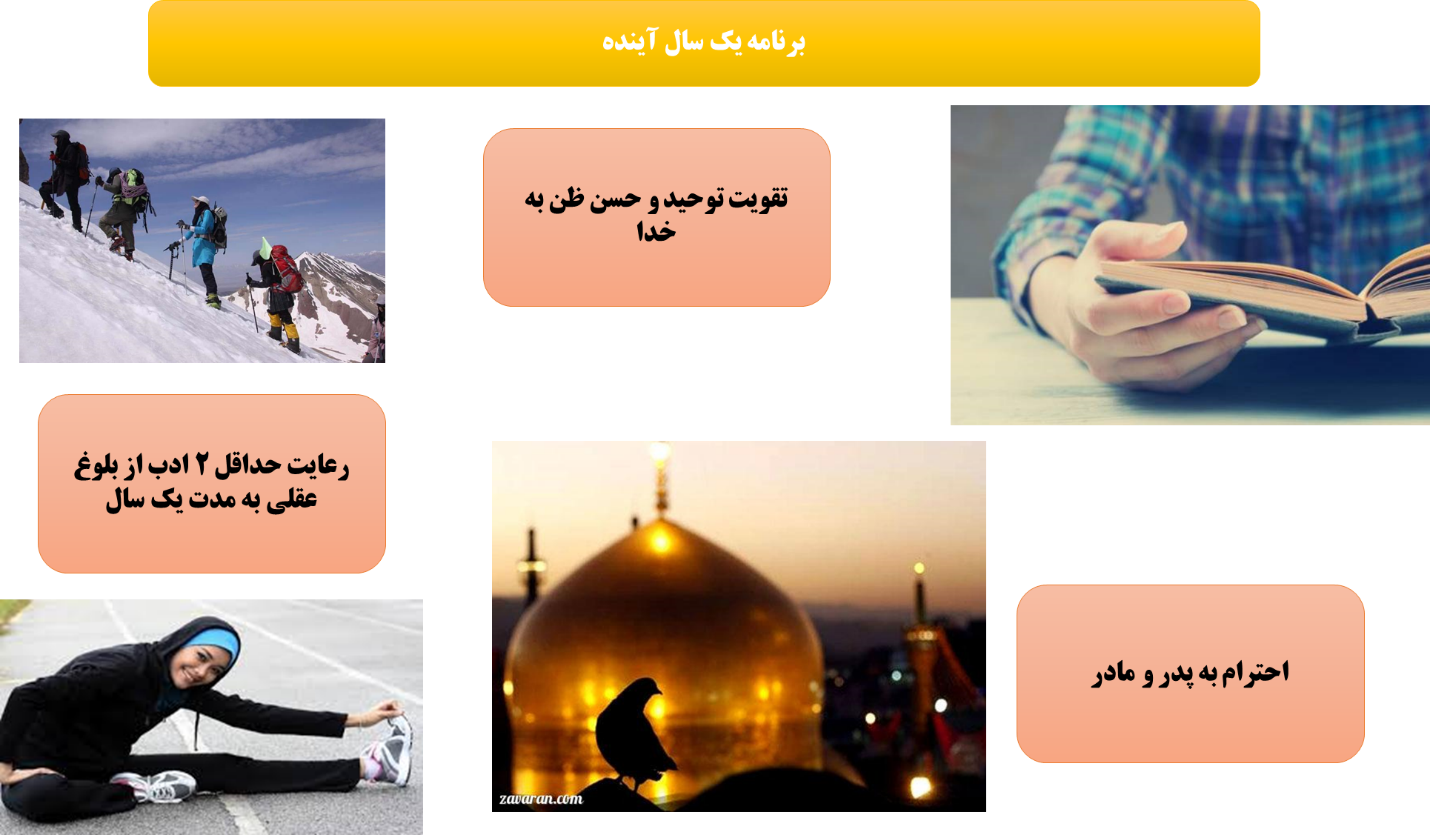 برنامه یک سال آینده
تقویت توحید و حسن ظن به
خدا
رعایت حداقل ۲ ادب از بلوغ
عقلی به مدت یک سال
احترام به پدر و مادر
zavaran.com